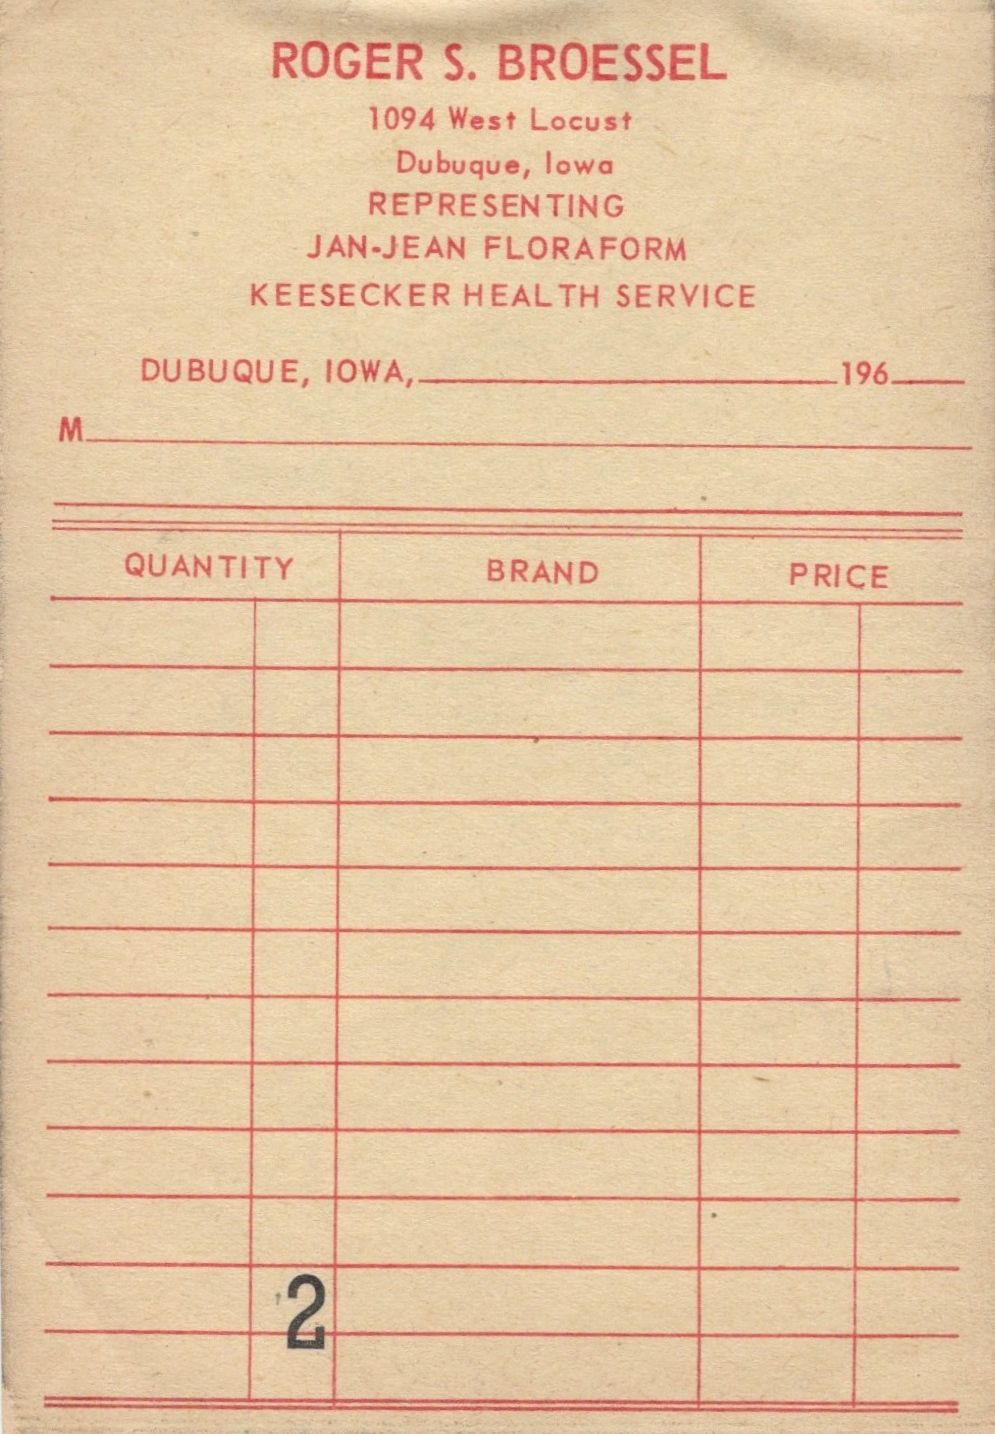 ROGER S. BROESSEL
1094 West Locust
Dubuque, Iowa
REPRESENTING
JAN-JEAN FLORAFORM
KEESECKER HEALTH SERVICE
DUBUQUE, IOWA, 196
M
QUANTITY BRAND PRICE
2